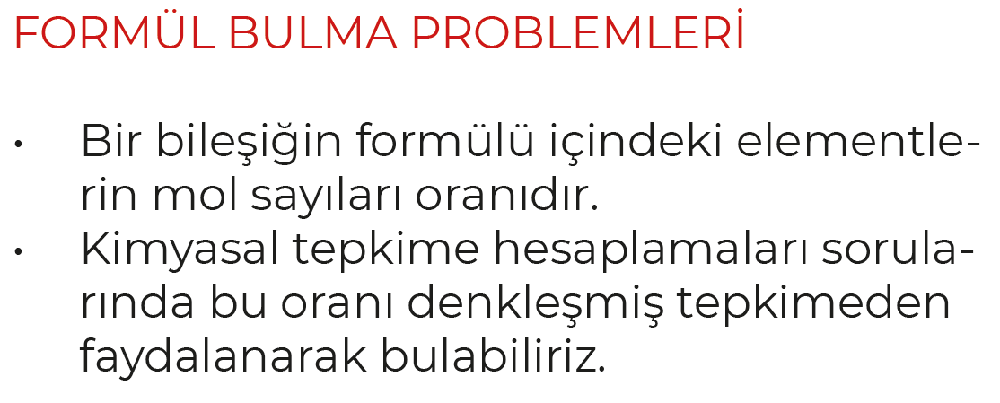 FORMÜL BULMA PROBLEMLERİ
• Bir bileşiğin formülü içindeki elementle-
rin mol sayıları oranıdır.
• Kimyasal tepkime hesaplamaları sorula-
rında bu oranı denkleşmiş tepkimeden
faydalanarak bulabiliriz.